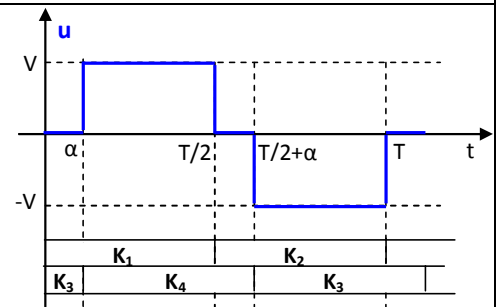 u
V
α T/2 T/2+α T t
-V
K₁ K₂
K₃ K₄ K₃